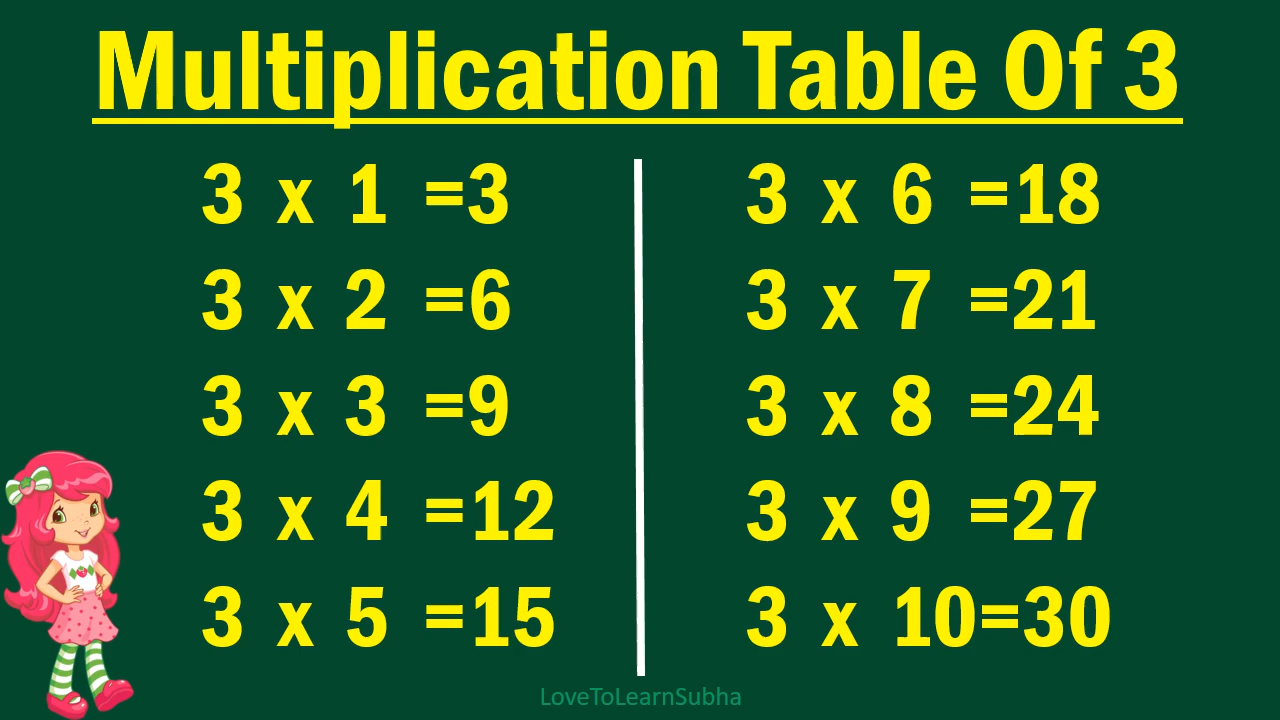 Multiplication Table Of 3
3 x 1 =3
3 x 2 =6
3 x 3 =9
3 x 4 =12
3 x 5 =15
3 x 6 =18
3 x 7 =21
3 x 8 =24
3 x 9 =27
3 x 10=30
LoveToLearnSubha